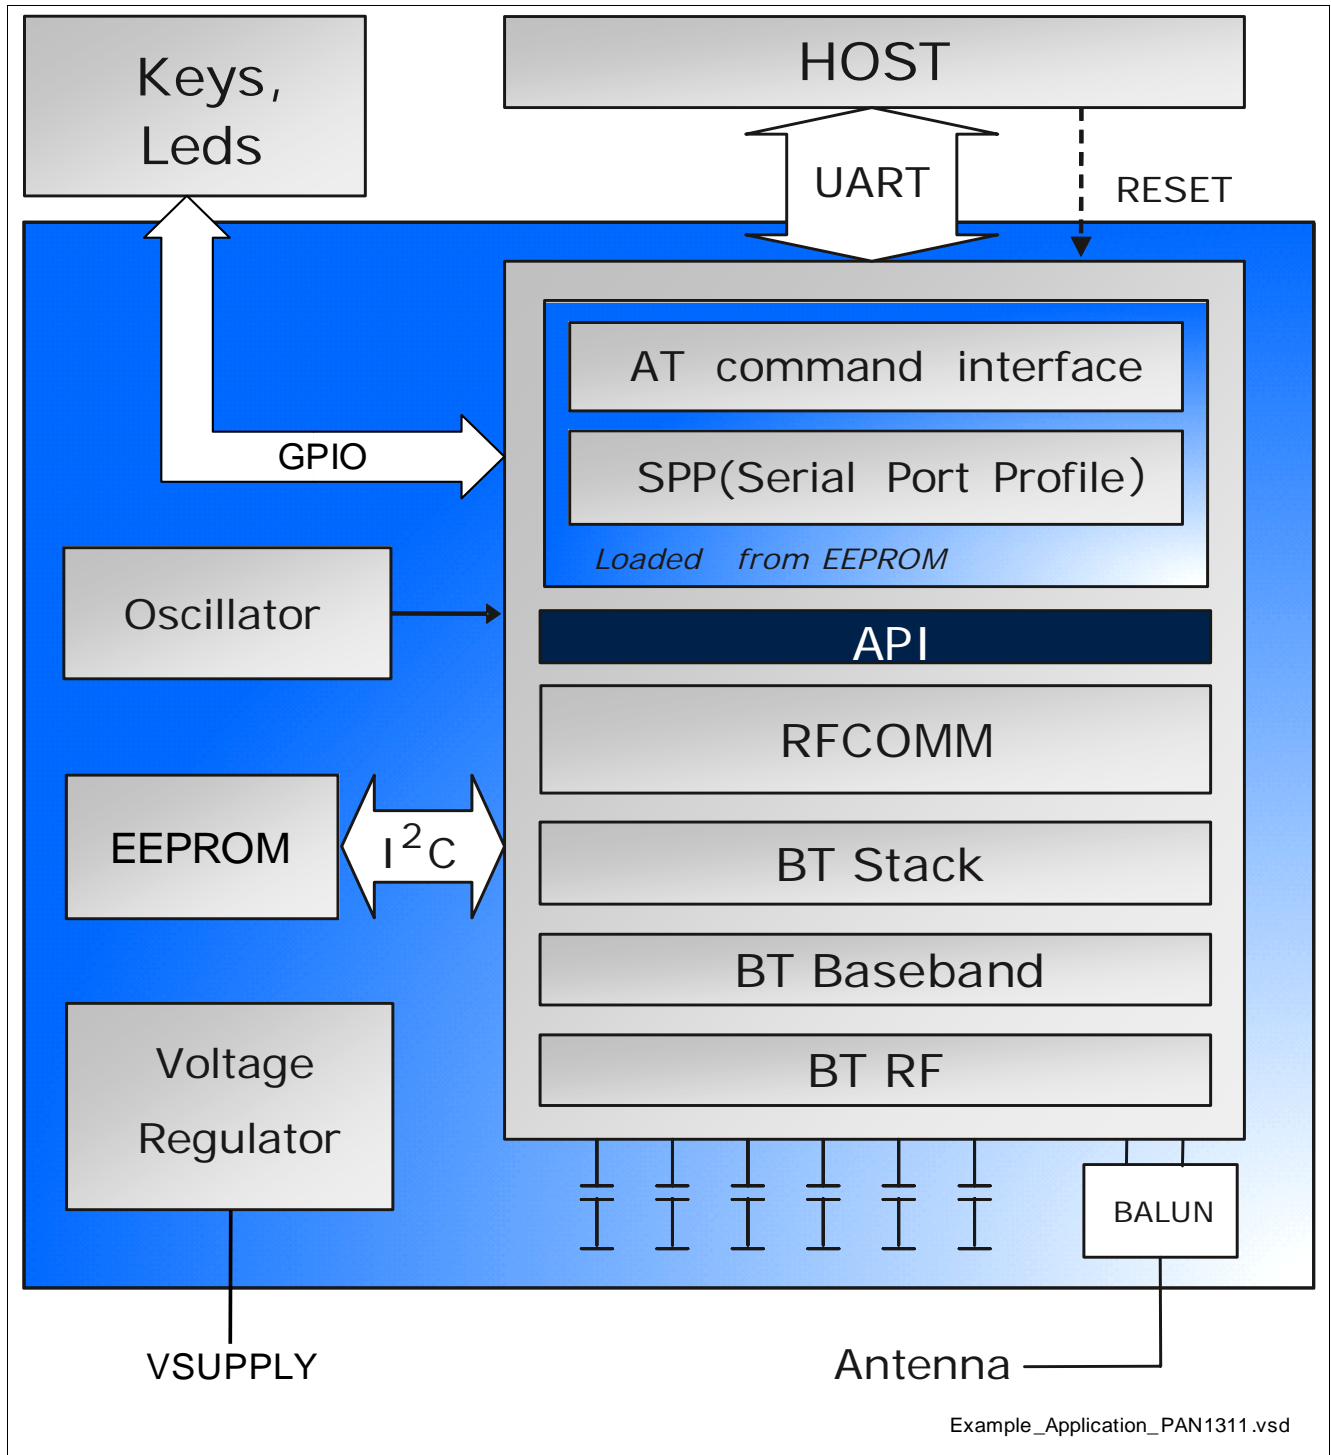 Keys,
Leds
HOST
UART
RESET
AT command interface
GPIO
SPP(Serial Port Profile)
Loaded from EEPROM
Oscillator
API
RFCOMM
EEPROM
I²C
BT Stack
BT Baseband
Voltage
Regulator
BT RF
BALUN
VSUPPLY
Antenna
Example_Application_PAN1311.vsd